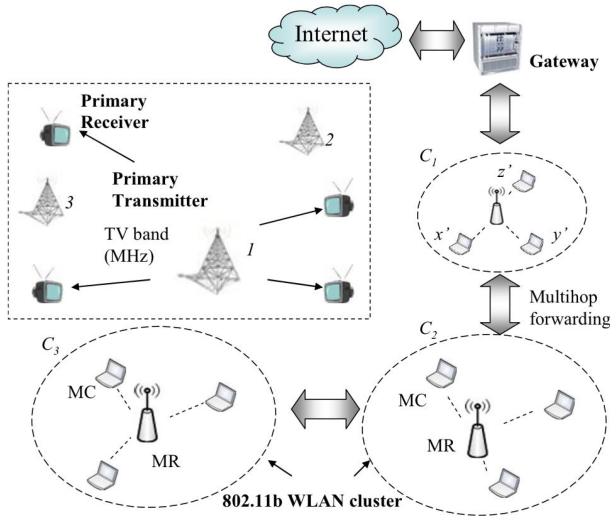 Internet
Gateway
Primary
Receiver
2
C1
z'
3
Primary
Transmitter
TV band
(MHz)
1
x'
y'
Multihop
forwarding
C3
C2
MC
MC
MR
MR
802.11b WLAN cluster